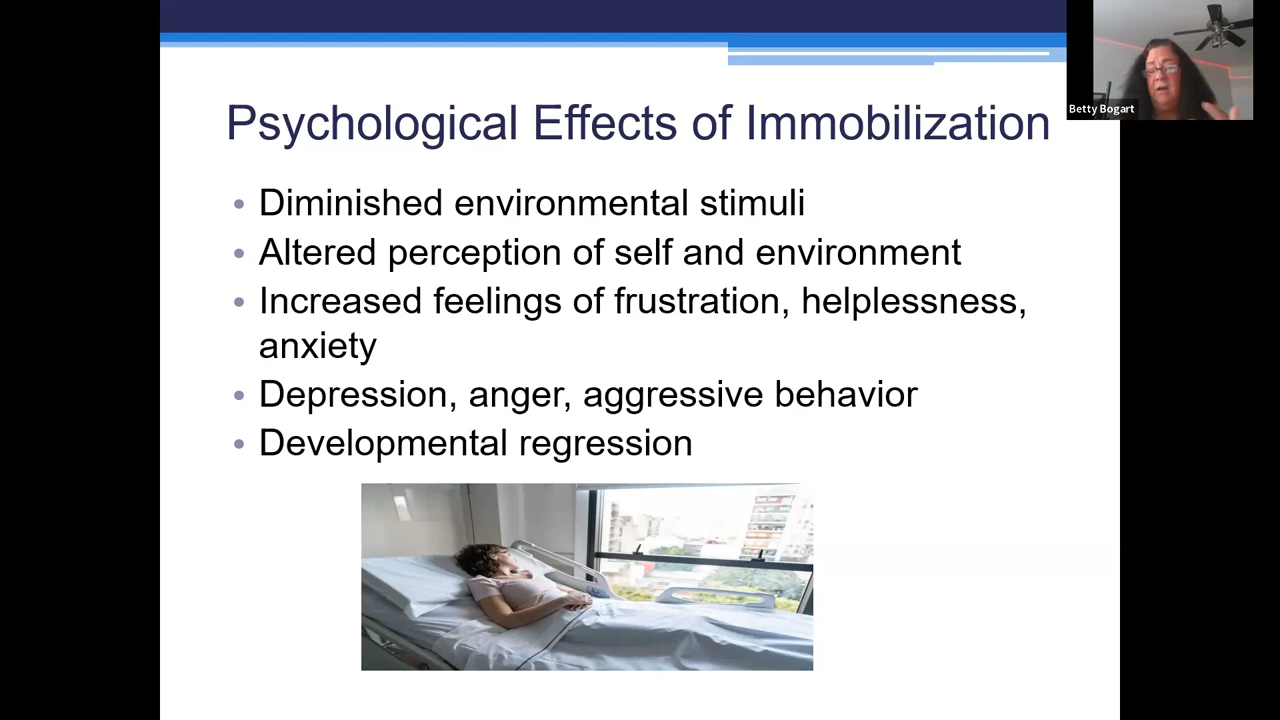 Psychological Effects of Immobilization
Betty Bogart
• Diminished environmental stimuli
• Altered perception of self and environment
• Increased feelings of frustration, helplessness,
anxiety
• Depression, anger, aggressive behavior
• Developmental regression